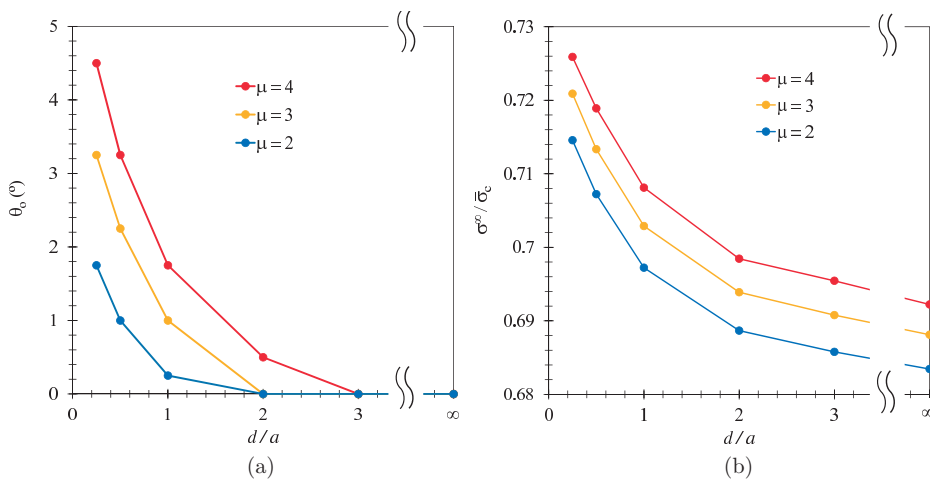 5
4
3
2
1
0
θo (º)
μ = 4
μ = 3
μ = 2
0 1 2 3 ∞
d / a
(a)
0.73
0.72
0.71
0.7
0.69
0.68
σ∞ / σ̅c
μ = 4
μ = 3
μ = 2
0 1 2 3 ∞
d / a
(b)